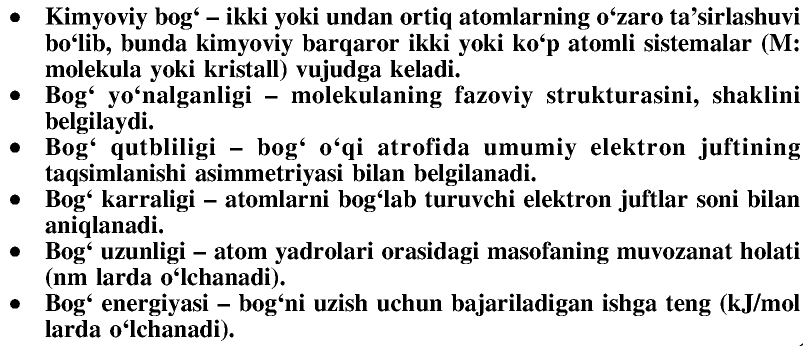 • Kimyoviy bog‘ – ikki yoki undan ortiq atomlarning o‘zaro ta’sirlashuvi
bo‘lib, bunda kimyoviy barqaror ikki yoki ko‘p atomli sistemalar (M:
molekula yoki kristall) vujudga keladi.
• Bog‘ yo‘nalganligi – molekulaning fazoviy strukturasini, shaklini
belgilaydi.
• Bog‘ qutbliligi – bog‘ o‘qi atrofida umumiy elektron juftining
taqsimlanishi asimmetriyasi bilan belgilanadi.
• Bog‘ karraligi – atomlarni bog‘lab turuvchi elektron juftlar soni bilan
aniqlanadi.
• Bog‘ uzunligi – atom yadrolari orasidagi masofaning muvozanat holati
(nm larda o‘lchanadi).
• Bog‘ energiyasi – bog‘ni uzish uchun bajariladigan ishga teng (kJ/mol
larda o‘lchanadi).